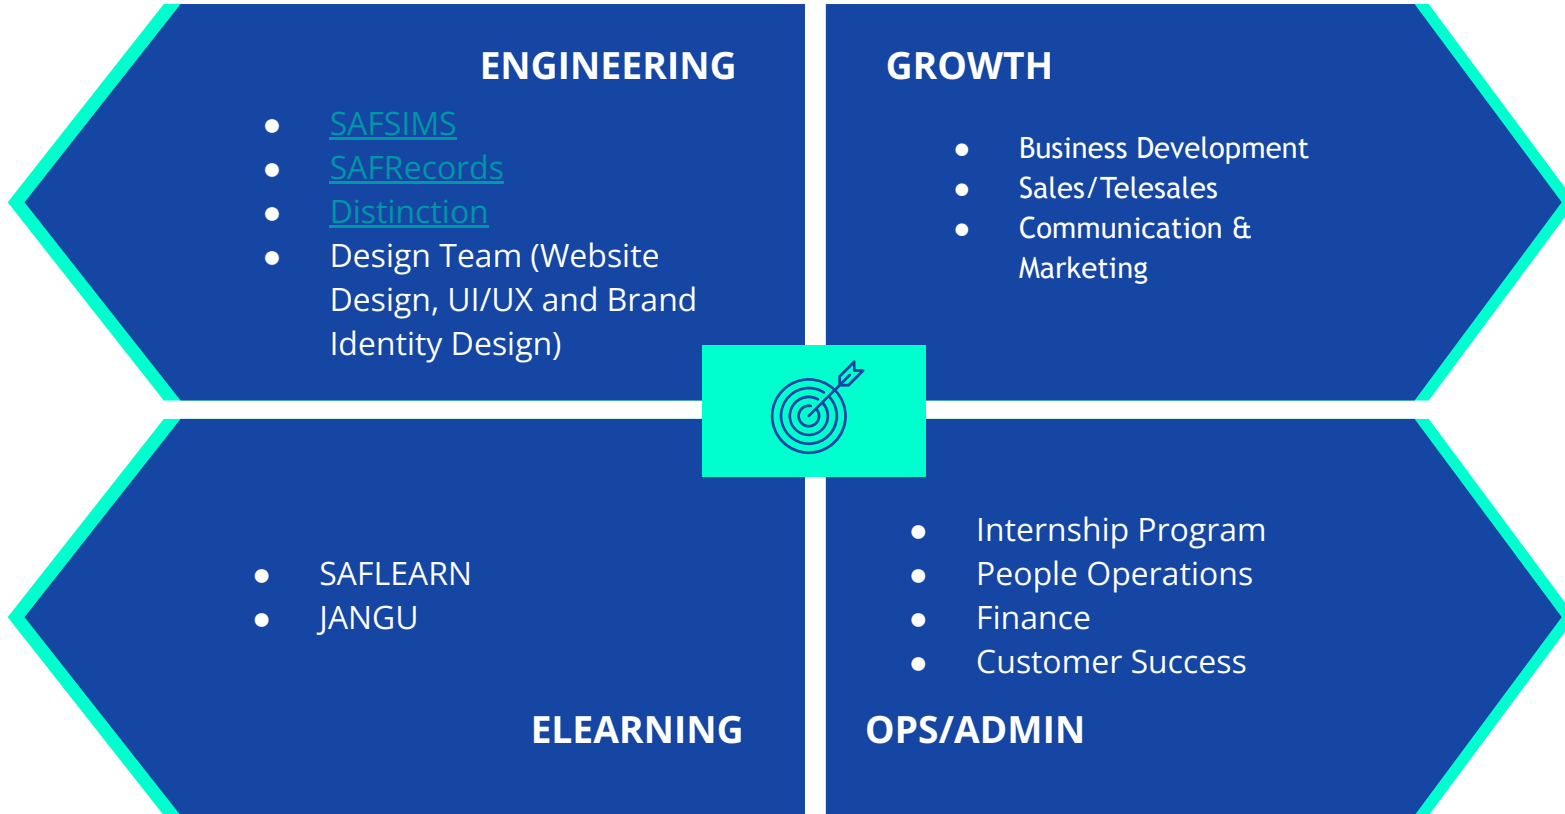 ENGINEERING
● SAFSIMS
● SAFRecords
● Distinction
● Design Team (Website
Design, UI/UX and Brand
Identity Design)
GROWTH
● Business Development
● Sales/Telesales
● Communication &
Marketing
● SAFLEARN
● JANGU
ELEARNING
● Internship Program
● People Operations
● Finance
● Customer Success
OPS/ADMIN